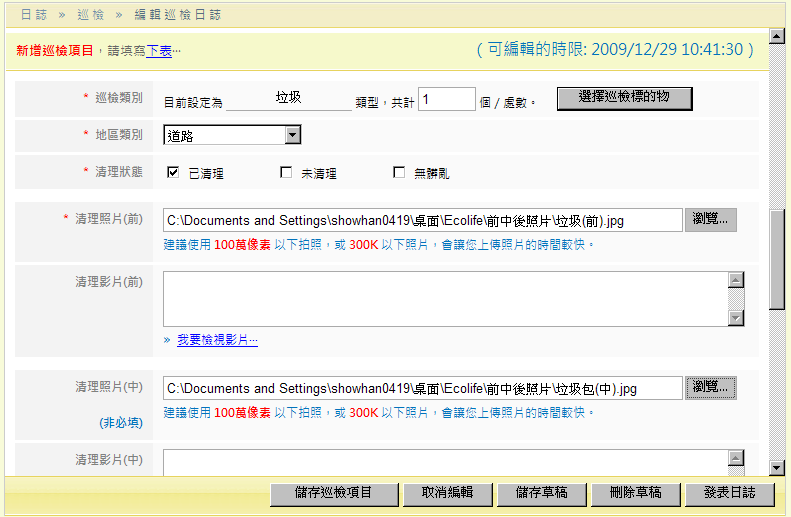 日誌 » 巡檢 » 編輯巡檢日誌
新增巡檢項目，請填寫下表… ( 可編輯的時限: 2009/12/29 10:41:30 )
* 巡檢類別 目前設定為 垃圾 類型，共計 1 個 / 處數。 選擇巡檢標的物
* 地區類別 道路
* 清理狀態 已清理 未清理 無髒亂
* 清理照片(前) C:\Documents and Settings\showhan0419\桌面\Ecolife\前中後照片\垃圾(前).jpg 瀏覽...
建議使用 100萬像素 以下拍照，或 300K 以下照片，會讓您上傳照片的時間較快。
清理影片(前)
» 我要檢視影片…
清理照片(中) C:\Documents and Settings\showhan0419\桌面\Ecolife\前中後照片\垃圾包(中).jpg 瀏覽...
(非必填) 建議使用 100萬像素 以下拍照，或 300K 以下照片，會讓您上傳照片的時間較快。
清理影片(中)
儲存巡檢項目 取消編輯 儲存草稿 刪除草稿 發表日誌